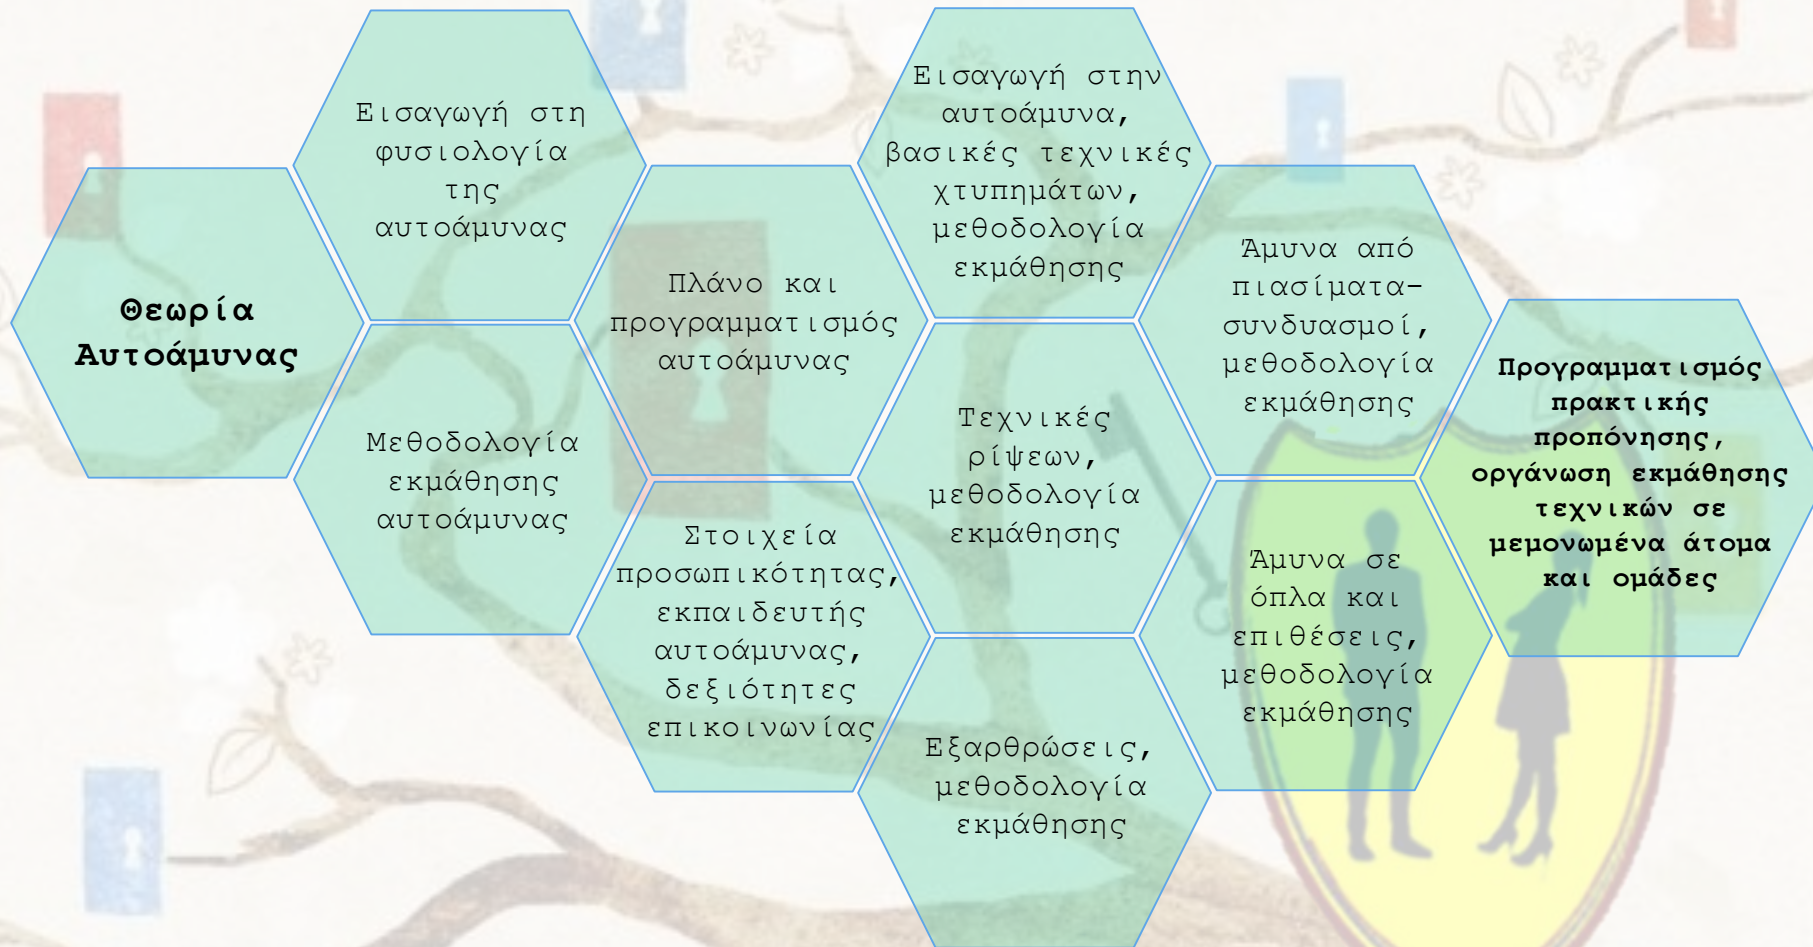 Θεωρία
Αυτοάμυνας
Εισαγωγή στη
φυσιολογία
της
αυτοάμυνας
Μεθοδολογία
εκμάθησης
αυτοάμυνας
Πλάνο και
προγραμματισμός
αυτοάμυνας
Στοιχεία
προσωπικότητας,
εκπαιδευτής
αυτοάμυνας,
δεξιότητες
επικοινωνίας
Εισαγωγή στην
αυτοάμυνα,
βασικές τεχνικές
χτυπημάτων,
μεθοδολογία
εκμάθησης
Τεχνικές
ρίψεων,
μεθοδολογία
εκμάθησης
Εξαρθρώσεις,
μεθοδολογία
εκμάθησης
Άμυνα από
πιασίματα-
συνδυασμοί,
μεθοδολογία
εκμάθησης
Άμυνα σε
όπλα και
επιθέσεις,
μεθοδολογία
εκμάθησης
Προγραμματισμός
πρακτικής
προπόνησης,
οργάνωση εκμάθησης
τεχνικών σε
μεμονωμένα άτομα
και ομάδες